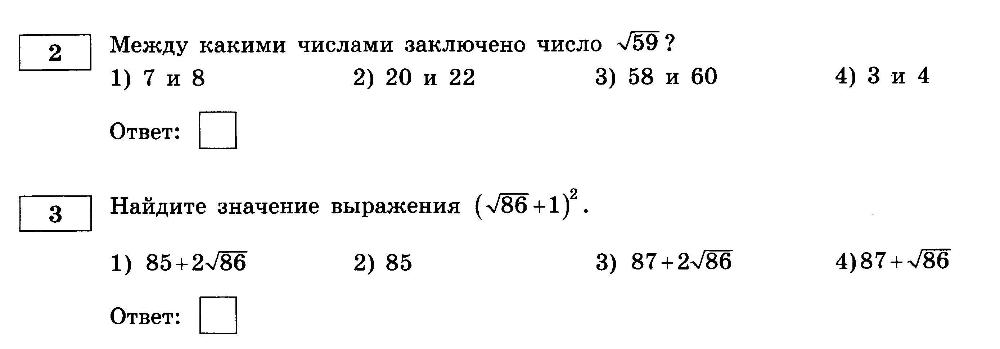 2 Между какими числами заключено число √59 ?
1) 7 и 8 2) 20 и 22 3) 58 и 60 4) 3 и 4
Ответ:
3 Найдите значение выражения (√86 +1)².
1) 85+2√86 2) 85 3) 87+2√86 4)87+√86
Ответ: